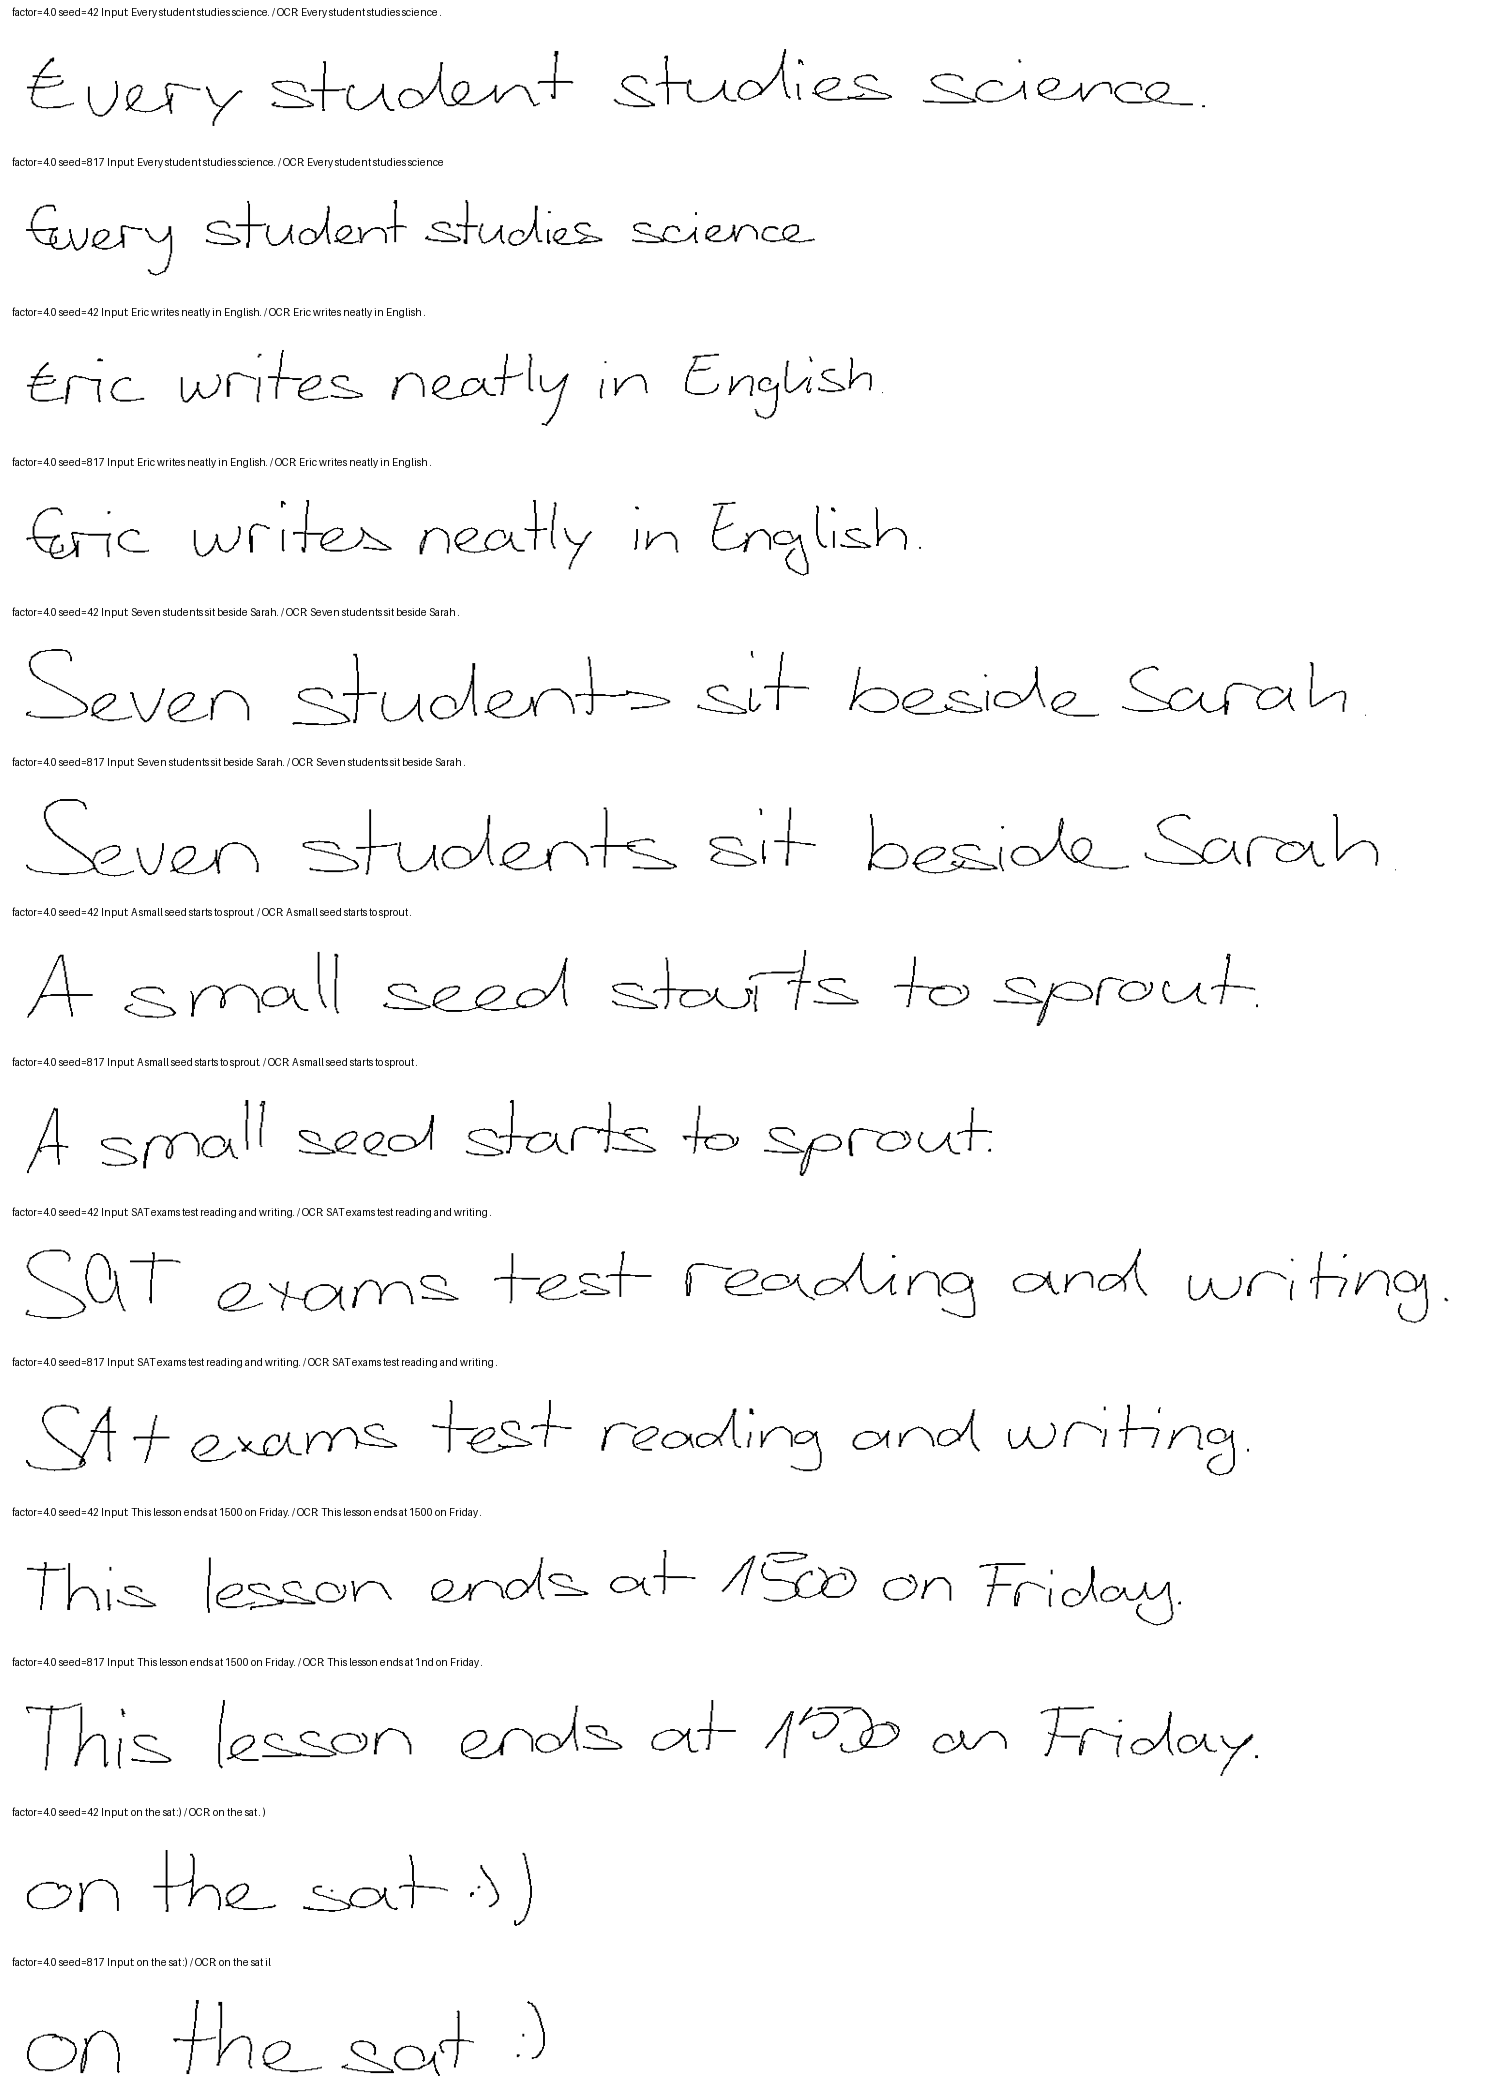 factor=4.0 seed=42 Input: Every student studies science. / OCR: Every student studies science .
Every student studies science.
factor=4.0 seed=817 Input: Every student studies science. / OCR: Every student studies science
Every student studies science
factor=4.0 seed=42 Input: Eric writes neatly in English. / OCR: Eric writes neatly in English .
Eric writes neatly in English.
factor=4.0 seed=817 Input: Eric writes neatly in English. / OCR: Eric writes neatly in English .
Eric writes neatly in English.
factor=4.0 seed=42 Input: Seven students sit beside Sarah. / OCR: Seven students sit beside Sarah .
Seven students sit beside Sarah.
factor=4.0 seed=817 Input: Seven students sit beside Sarah. / OCR: Seven students sit beside Sarah .
Seven students sit beside Sarah.
factor=4.0 seed=42 Input: A small seed starts to sprout. / OCR: A small seed starts to sprout .
A small seed starts to sprout.
factor=4.0 seed=817 Input: A small seed starts to sprout. / OCR: A small seed starts to sprout .
A small seed starts to sprout.
factor=4.0 seed=42 Input: SAT exams test reading and writing. / OCR: SAT exams test reading and writing .
SaT exams test reading and writing.
factor=4.0 seed=817 Input: SAT exams test reading and writing. / OCR: SAT exams test reading and writing .
SAt exams test reading and writing.
factor=4.0 seed=42 Input: This lesson ends at 1500 on Friday. / OCR: This lesson ends at 1500 on Friday .
This lesson ends at 1500 on Friday.
factor=4.0 seed=817 Input: This lesson ends at 1500 on Friday. / OCR: This lesson ends at 1nd on Friday .
This lesson ends at 1500 on Friday.
factor=4.0 seed=42 Input: on the sat :) / OCR: on the sat . )
on the sat :))
factor=4.0 seed=817 Input: on the sat :) / OCR: on the sat il
on the sat :)